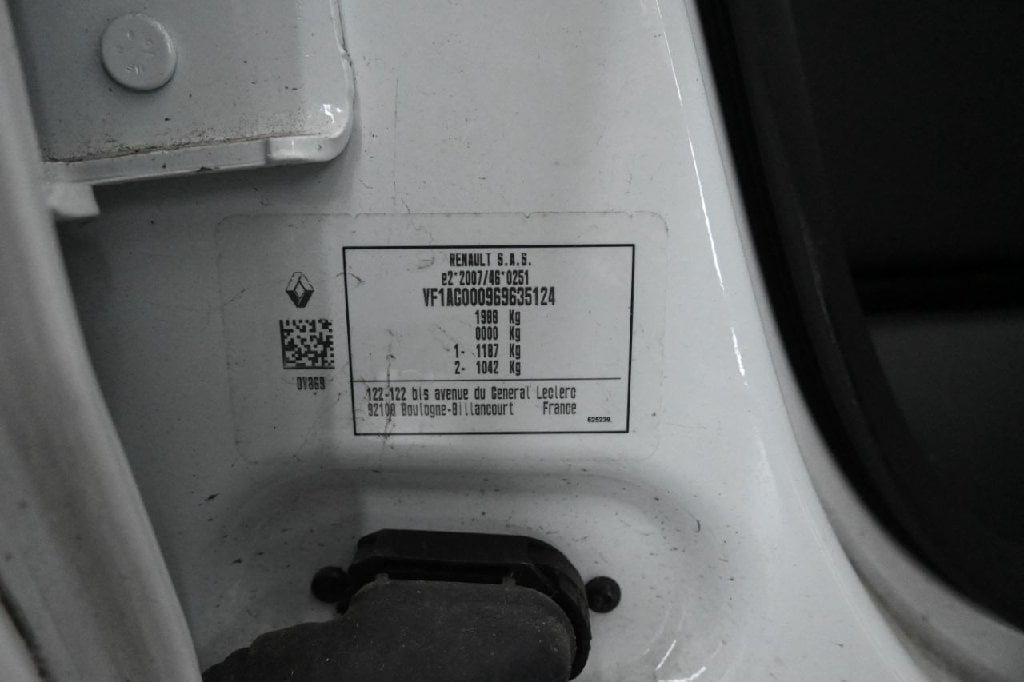 RENAULT S.A.S.
e2*2007/46*0251
VF1AG000969635124
1989 Kg
0000 Kg
1- 1187 Kg
2- 1042 Kg
122-122 bis avenue du General Leclerc
92100 Boulogne-Billancourt France